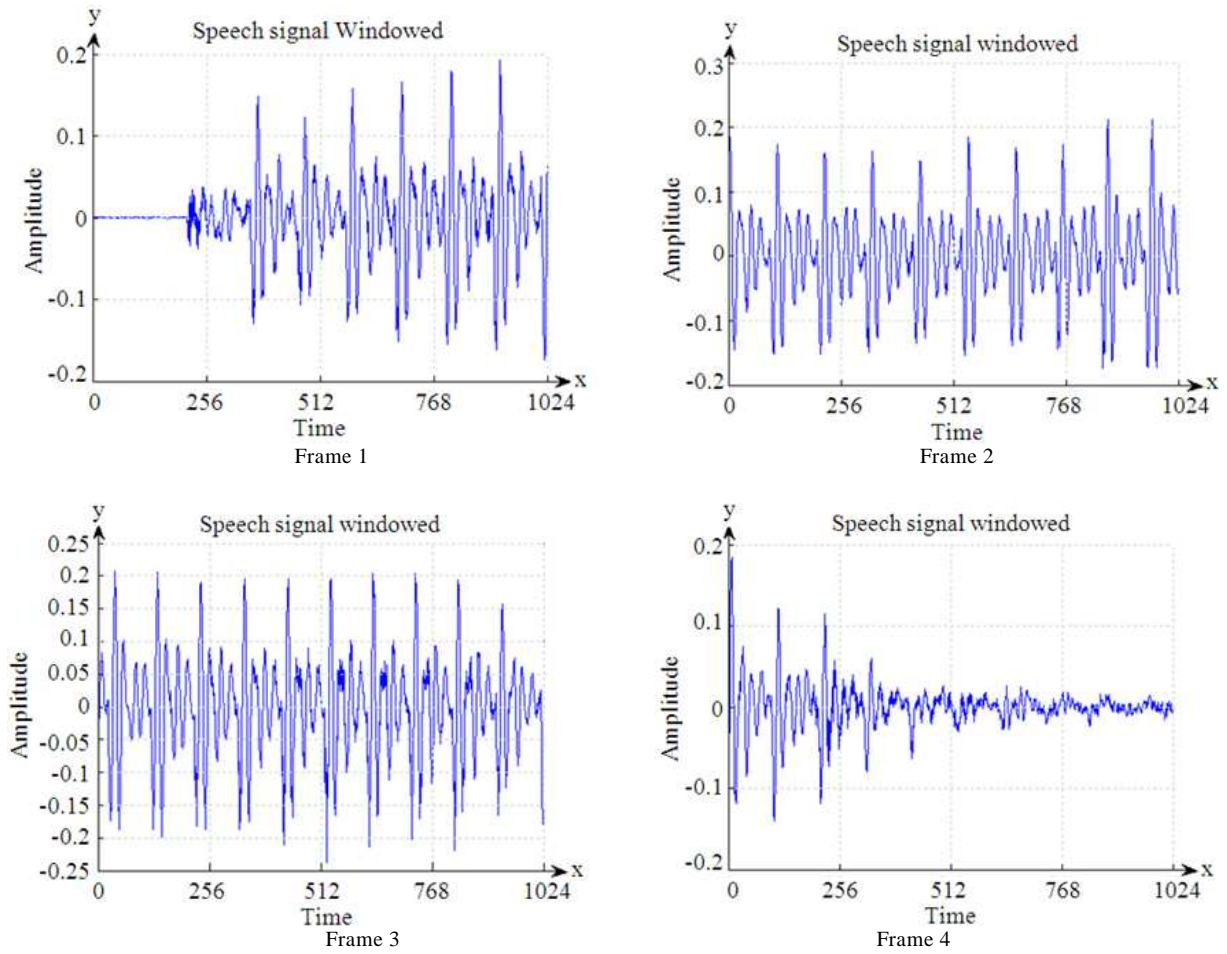 y
Speech signal Windowed
0.2
0.1
0
-0.1
-0.2
Amplitude
0 256 512 768 1024
x
Time
Frame 1
y
Speech signal windowed
0.3
0.2
0.1
0
-0.1
-0.2
Amplitude
0 256 512 768 1024
x
Time
Frame 2
y
Speech signal windowed
0.25
0.2
0.15
0.1
0.05
0
-0.05
-0.1
-0.15
-0.2
-0.25
Amplitude
0 256 512 768 1024
x
Time
Frame 3
y
Speech signal windowed
0.2
0.1
0
-0.1
-0.2
Amplitude
0 256 512 768 1024
x
Time
Frame 4